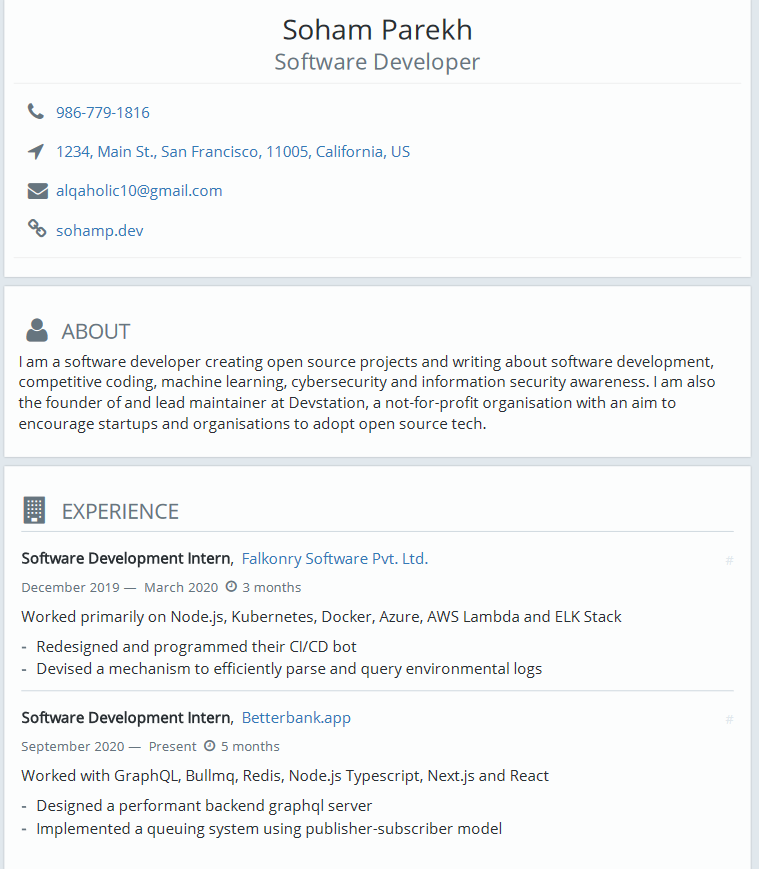 Soham Parekh
Software Developer
986-779-1816
1234, Main St., San Francisco, 11005, California, US
alqaholic10@gmail.com
sohamp.dev
ABOUT
I am a software developer creating open source projects and writing about software development,
competitive coding, machine learning, cybersecurity and information security awareness. I am also
the founder of and lead maintainer at Devstation, a not-for-profit organisation with an aim to
encourage startups and organisations to adopt open source tech.
EXPERIENCE
Software Development Intern, Falkonry Software Pvt. Ltd. #
December 2019 — March 2020 3 months
Worked primarily on Node.js, Kubernetes, Docker, Azure, AWS Lambda and ELK Stack
- Redesigned and programmed their CI/CD bot
- Devised a mechanism to efficiently parse and query environmental logs
Software Development Intern, Betterbank.app #
September 2020 — Present 5 months
Worked with GraphQL, Bullmq, Redis, Node.js Typescript, Next.js and React
- Designed a performant backend graphql server
- Implemented a queuing system using publisher-subscriber model